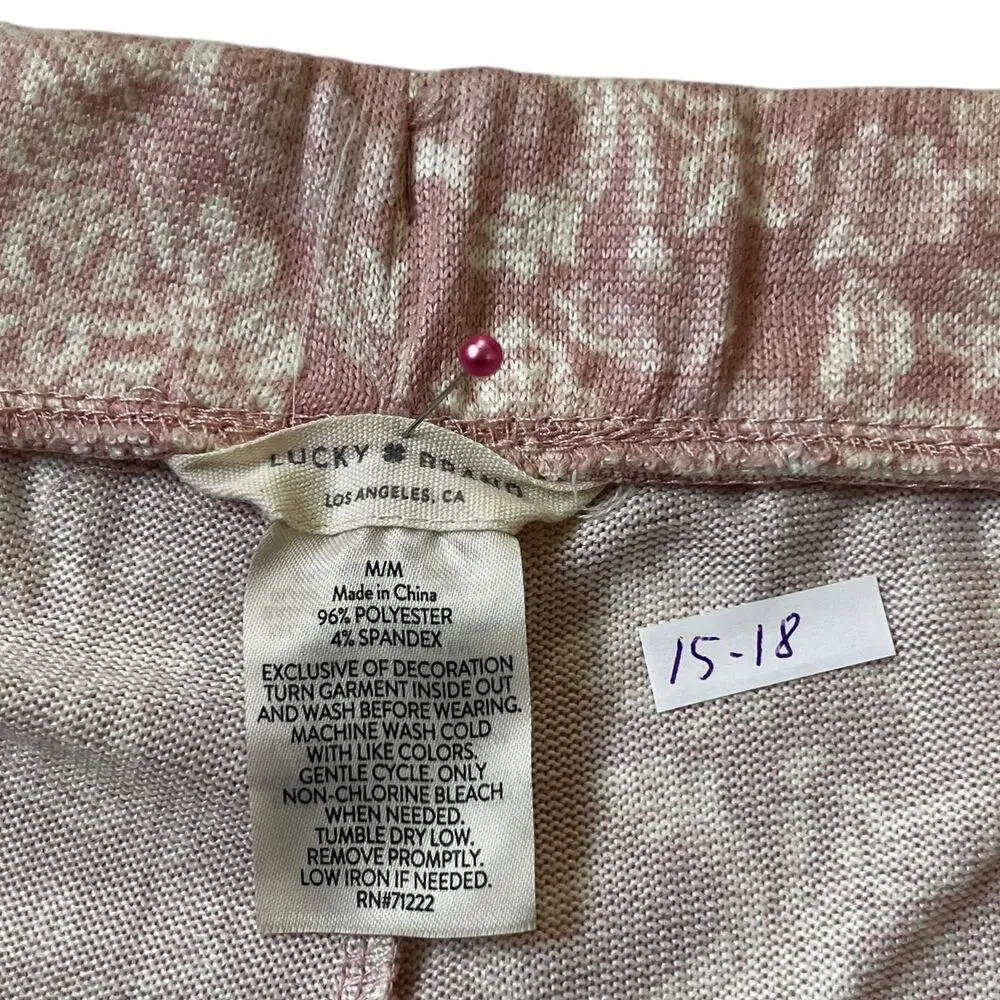 LUCKY BRAND
LOS ANGELES, CA
M/M
Made in China
96% POLYESTER
4% SPANDEX
EXCLUSIVE OF DECORATION
TURN GARMENT INSIDE OUT
AND WASH BEFORE WEARING.
MACHINE WASH COLD
WITH LIKE COLORS.
GENTLE CYCLE. ONLY
NON-CHLORINE BLEACH
WHEN NEEDED.
TUMBLE DRY LOW.
REMOVE PROMPTLY.
LOW IRON IF NEEDED.
RN#71222
15-18